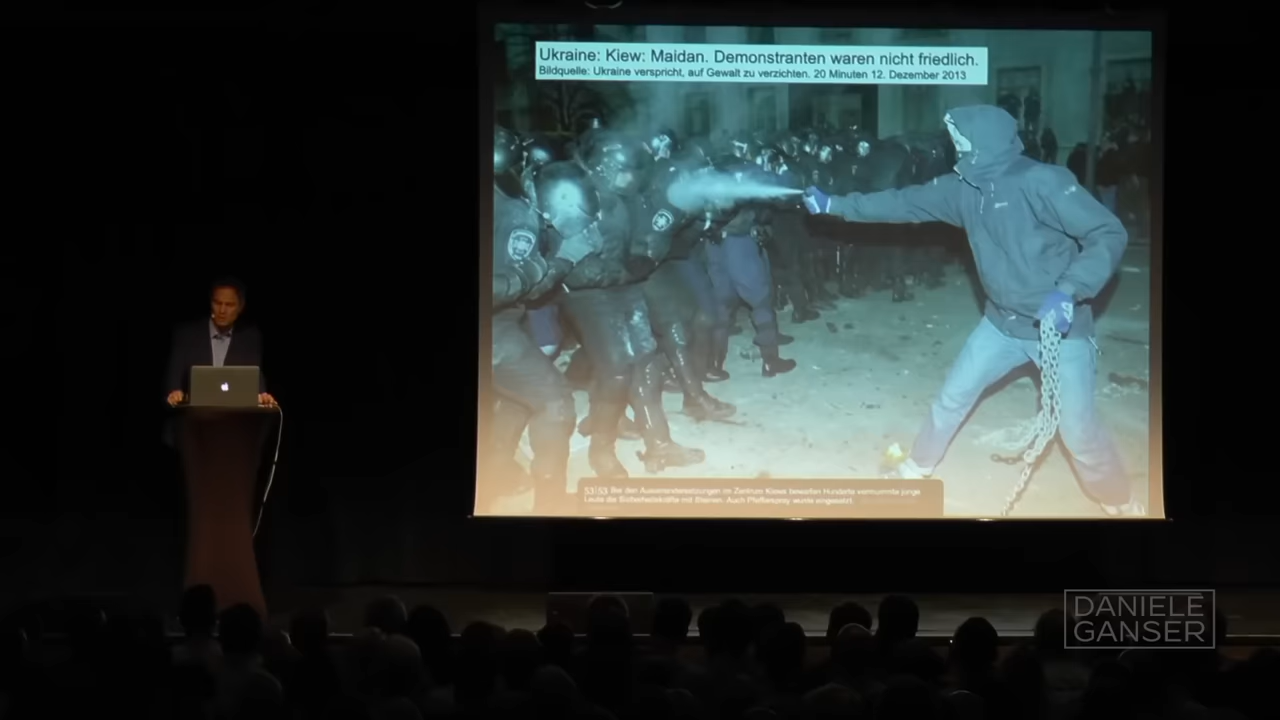 Ukraine: Kiew: Maidan. Demonstranten waren nicht friedlich.
Bildquelle: Ukraine verspricht, auf Gewalt zu verzichten. 20 Minuten 12. Dezember 2013
53|53 Bei den Auseinandersetzungen im Zentrum Kiews bewarfen Hunderte vermummte junge
Leute die Sicherheitskräfte mit Steinen. Auch Pfefferspray wurde eingesetzt.
DANIELE
GANSER